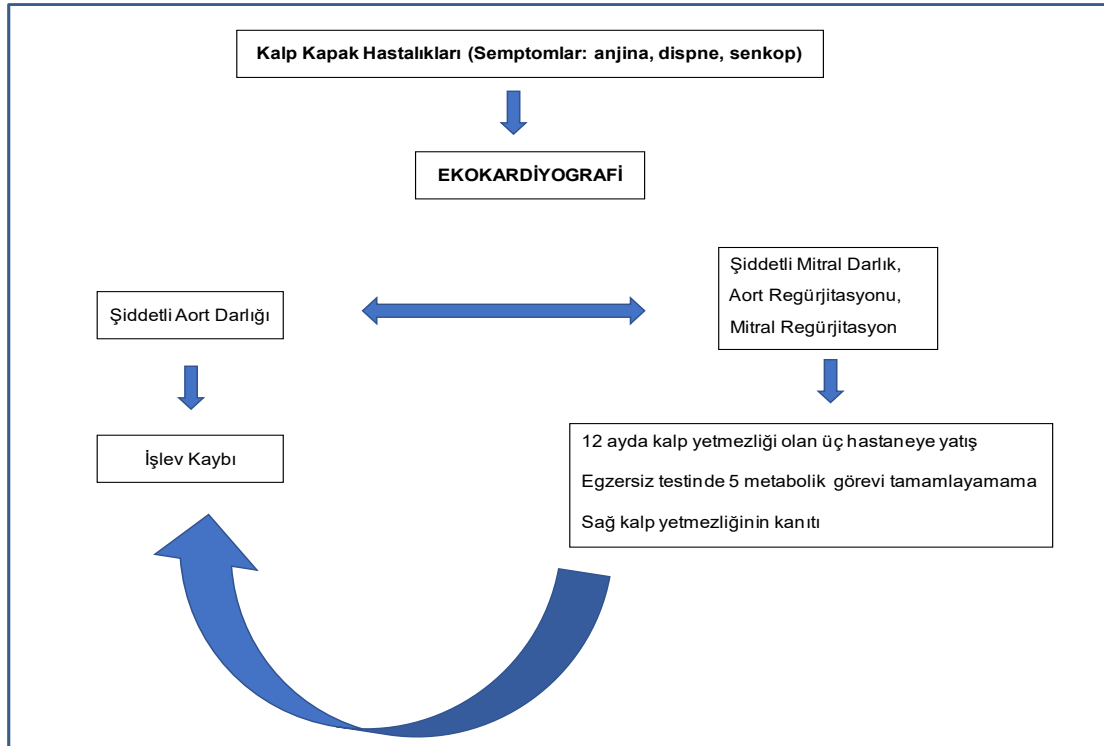 Kalp Kapak Hastalıkları (Semptomlar: anjina, dispne, senkop)
EKOKARDİYOGRAFİ
Şiddetli Aort Darlığı
Şiddetli Mitral Darlık,
Aort Regürjitasyonu,
Mitral Regürjitasyon
İşlev Kaybı
12 ayda kalp yetmezliği olan üç hastaneye yatış
Egzersiz testinde 5 metabolik görevi tamamlayamama
Sağ kalp yetmezliğinin kanıtı